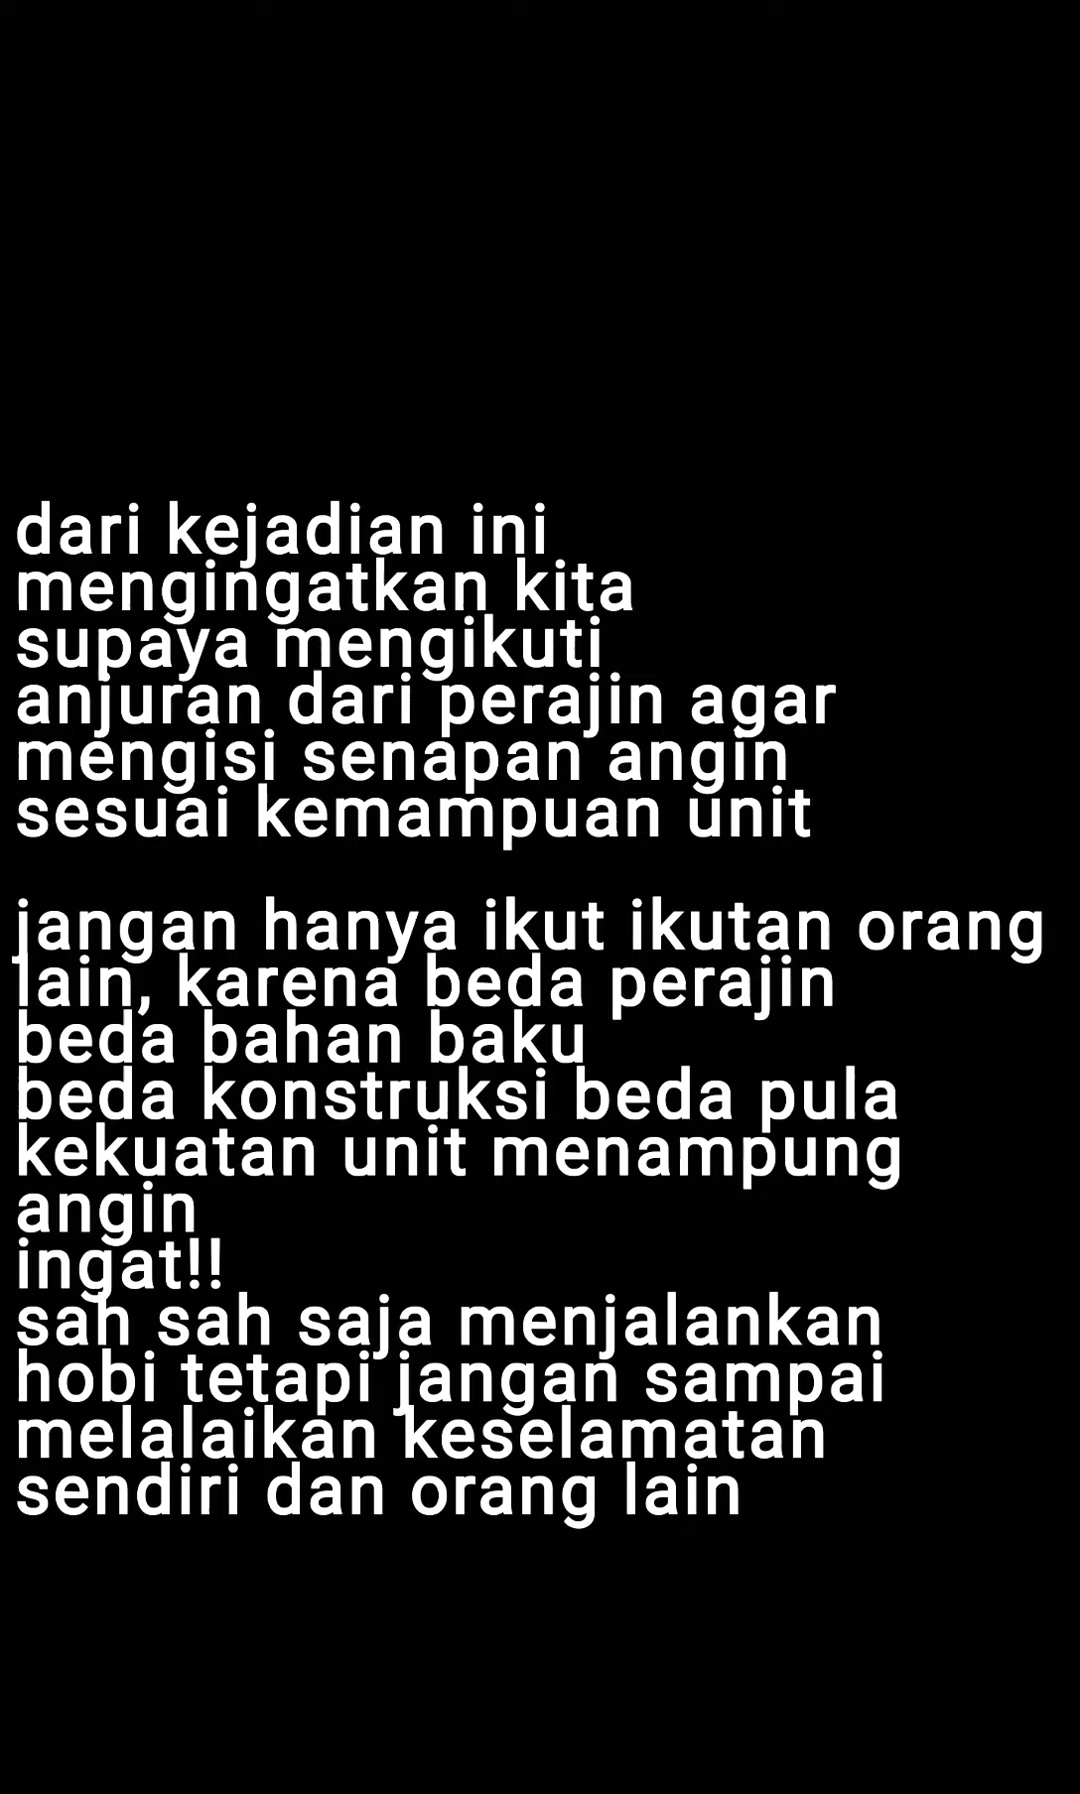 dari kejadian ini
mengingatkan kita
supaya mengikuti
anjuran dari perajin agar
mengisi senapan angin
sesuai kemampuan unit
jangan hanya ikut ikutan orang
lain, karena beda perajin
beda bahan baku
beda konstruksi beda pula
kekuatan unit menampung
angin
ingat!!
sah sah saja menjalankan
hobi tetapi jangan sampai
melalaikan keselamatan
sendiri dan orang lain